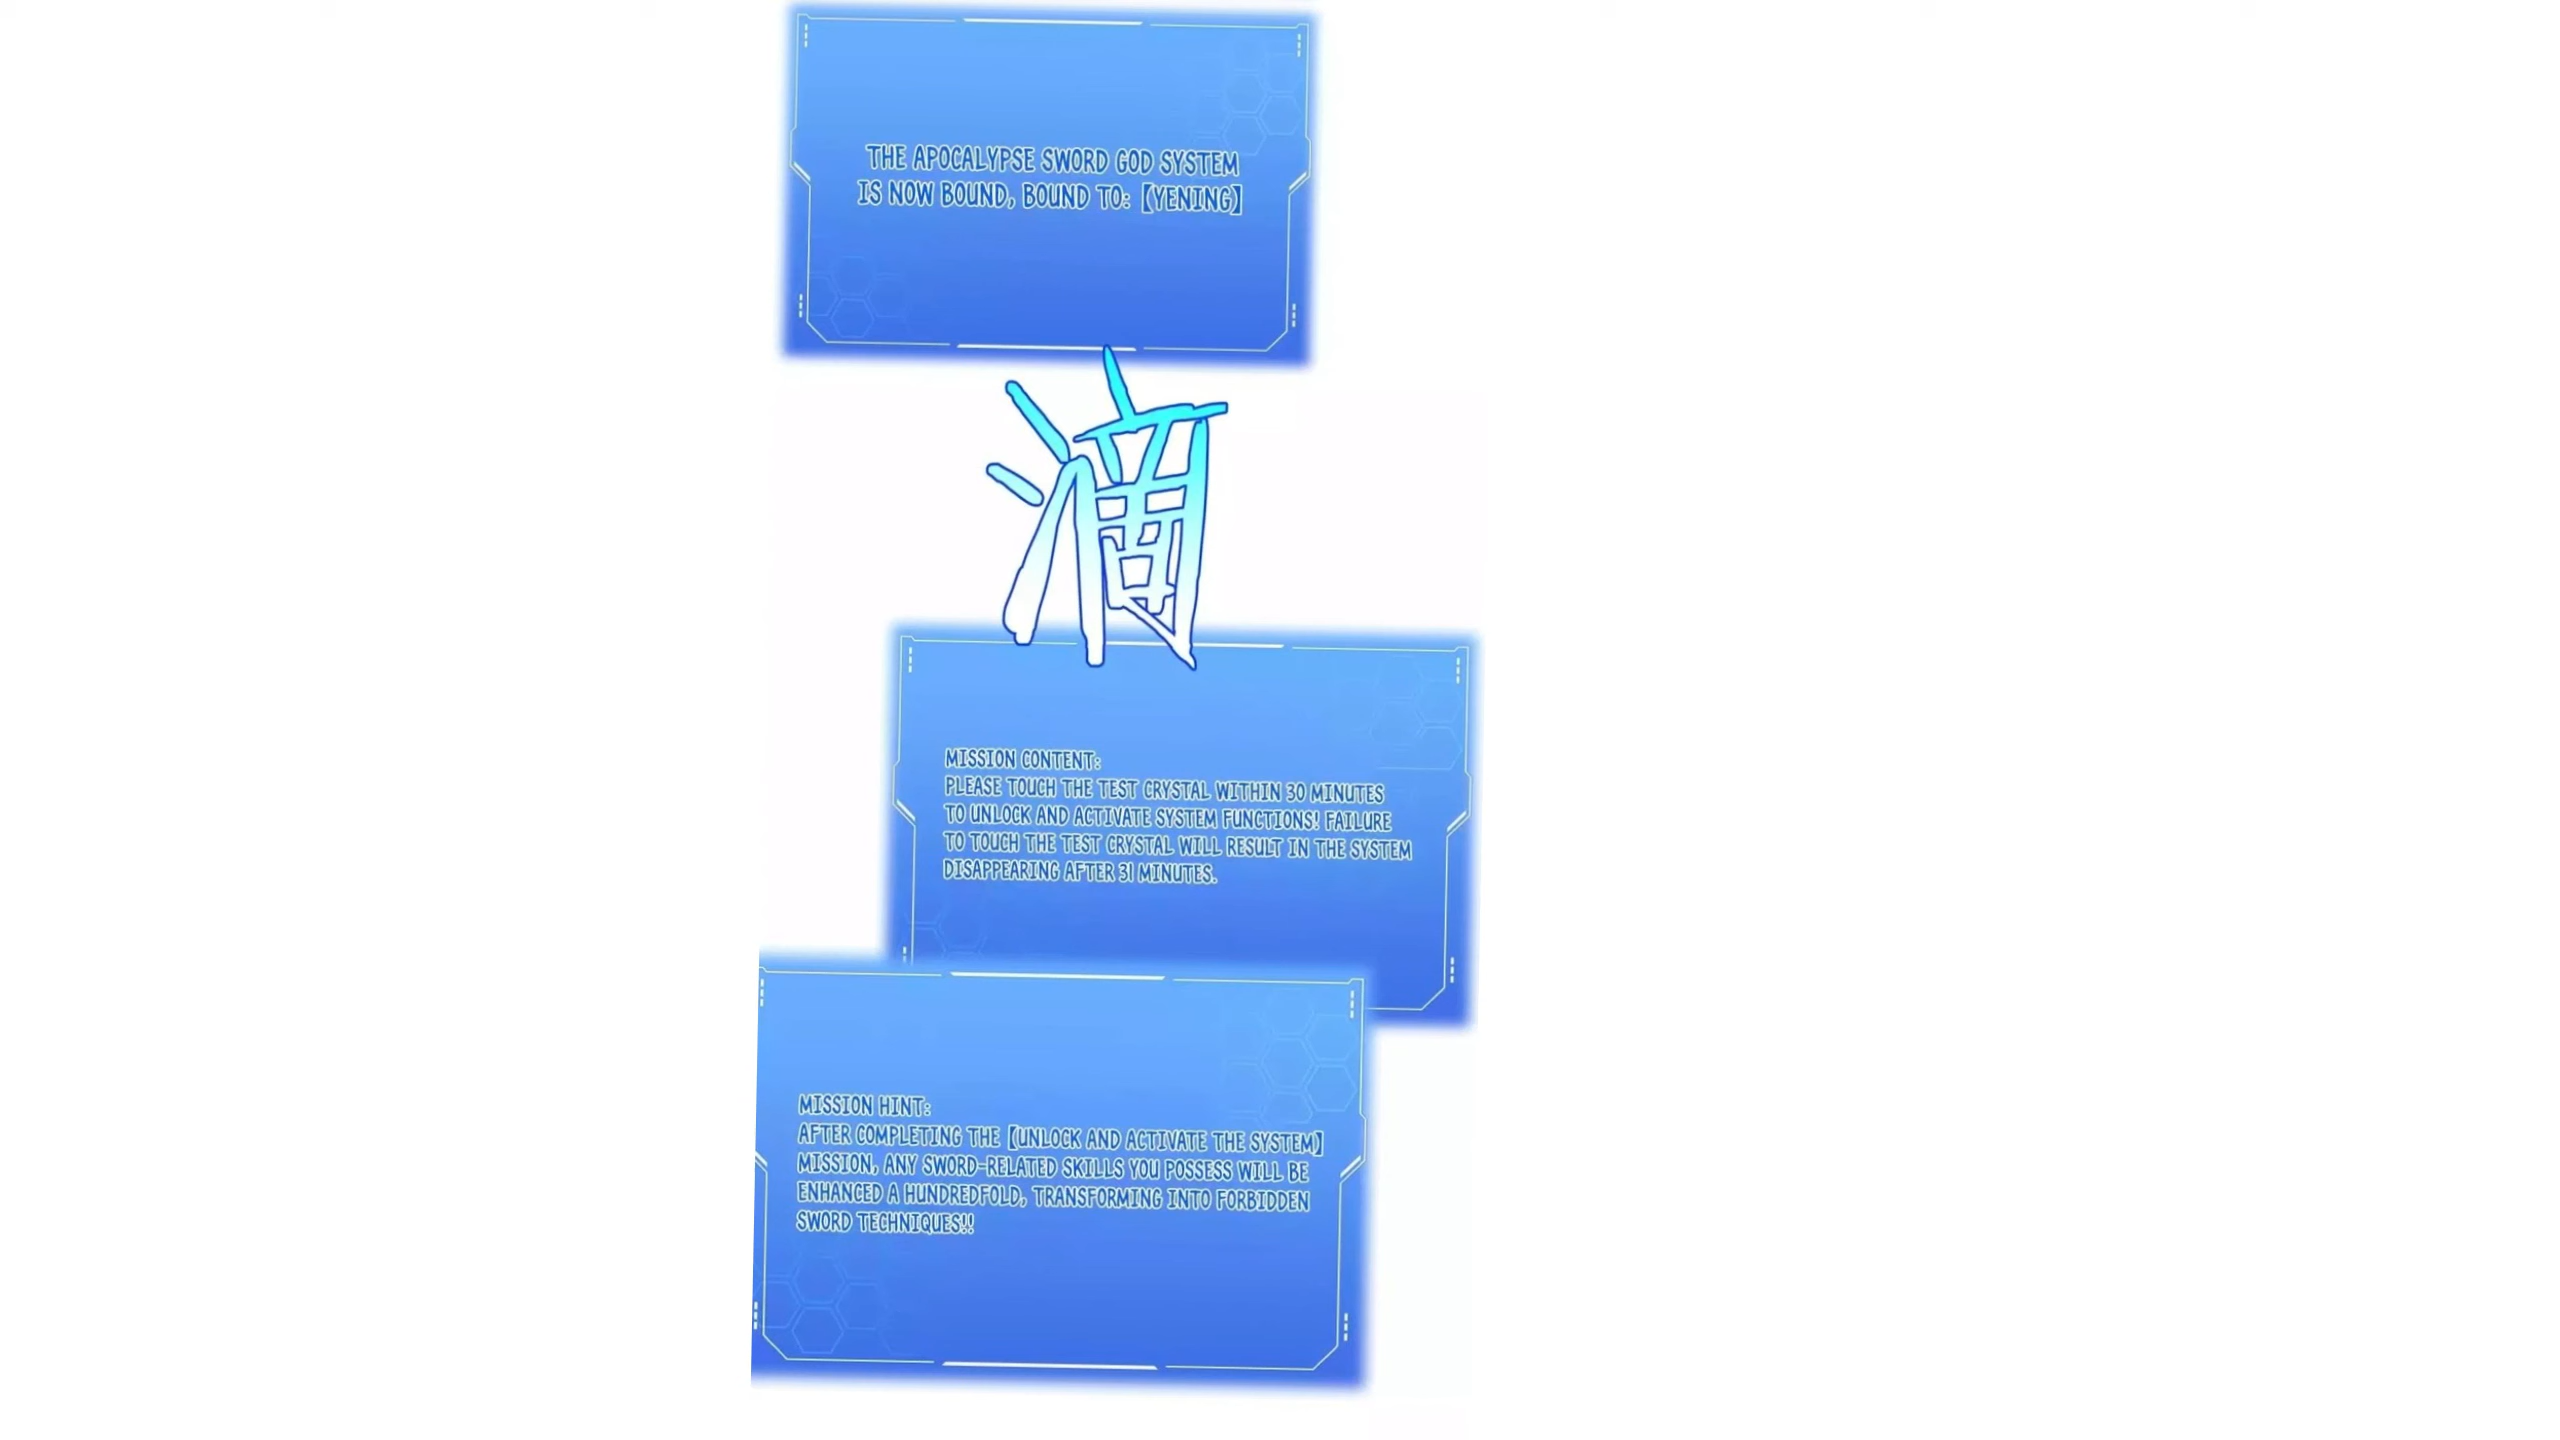 THE APOCALYPSE SWORD GOD SYSTEM
IS NOW BOUND, BOUND TO:【YENING】
滴
MISSION CONTENT:
PLEASE TOUCH THE TEST CRYSTAL WITHIN 30 MINUTES
TO UNLOCK AND ACTIVATE SYSTEM FUNCTIONS! FAILURE
TO TOUCH THE TEST CRYSTAL WILL RESULT IN THE SYSTEM
DISAPPEARING AFTER 31 MINUTES.
MISSION HINT:
AFTER COMPLETING THE【UNLOCK AND ACTIVATE THE SYSTEM】
MISSION, ANY SWORD-RELATED SKILLS YOU POSSESS WILL BE
ENHANCED A HUNDREDFOLD, TRANSFORMING INTO FORBIDDEN
SWORD TECHNIQUES!!